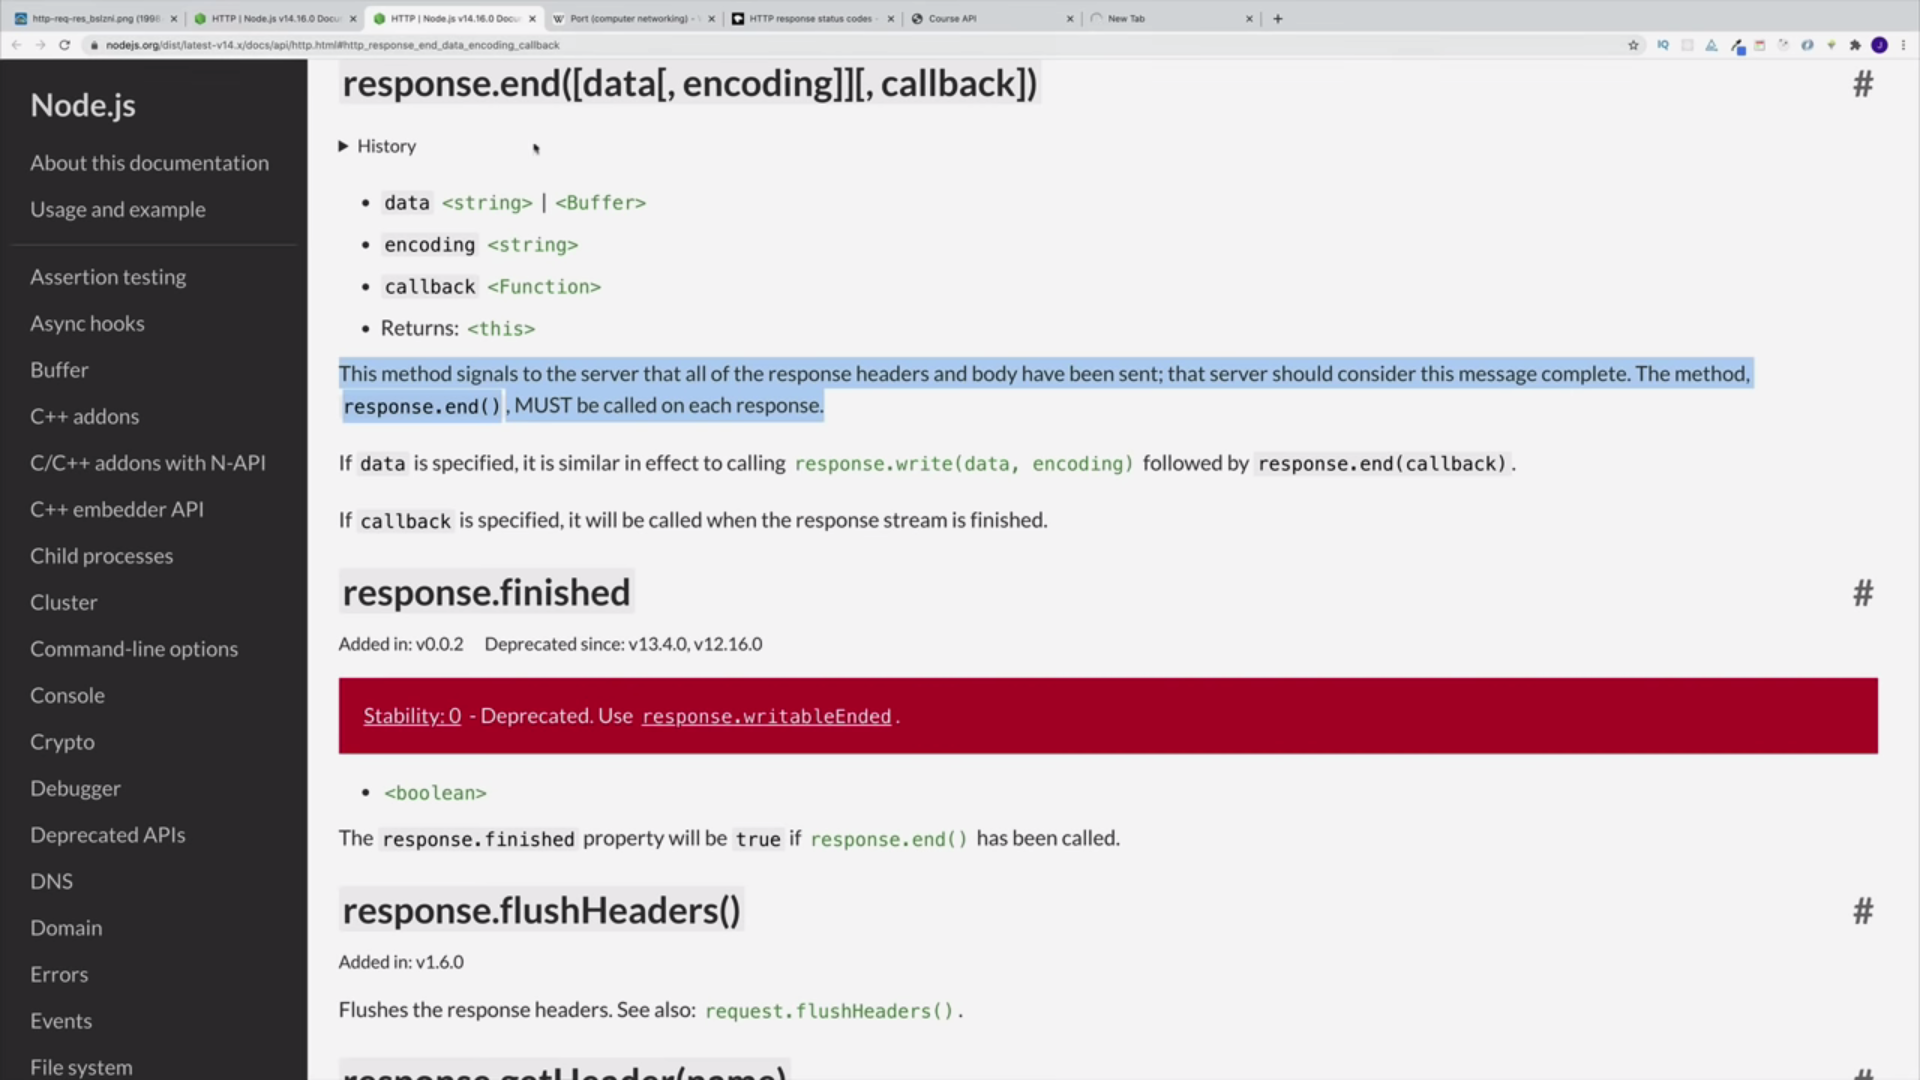 http-req-res_bslzni.png (1998
HTTP | Node.js v14.16.0 Docu
HTTP | Node.js v14.16.0 Docu
Port (computer networking) -
HTTP response status codes -
Course API
New Tab
nodejs.org/dist/latest-v14.x/docs/api/http.html#http_response_end_data_encoding_callback
Node.js
About this documentation
Usage and example
Assertion testing
Async hooks
Buffer
C++ addons
C/C++ addons with N-API
C++ embedder API
Child processes
Cluster
Command-line options
Console
Crypto
Debugger
Deprecated APIs
DNS
Domain
Errors
Events
File system
response.end([data[, encoding]][, callback])
#
History
data <string> | <Buffer>
encoding <string>
callback <Function>
Returns: <this>
This method signals to the server that all of the response headers and body have been sent; that server should consider this message complete. The method,
response.end() , MUST be called on each response.
If data is specified, it is similar in effect to calling response.write(data, encoding) followed by response.end(callback) .
If callback is specified, it will be called when the response stream is finished.
response.finished
#
Added in: v0.0.2 Deprecated since: v13.4.0, v12.16.0
Stability: 0 - Deprecated. Use response.writableEnded .
<boolean>
The response.finished property will be true if response.end() has been called.
response.flushHeaders()
#
Added in: v1.6.0
Flushes the response headers. See also: request.flushHeaders() .
response.getHeader(name)
#